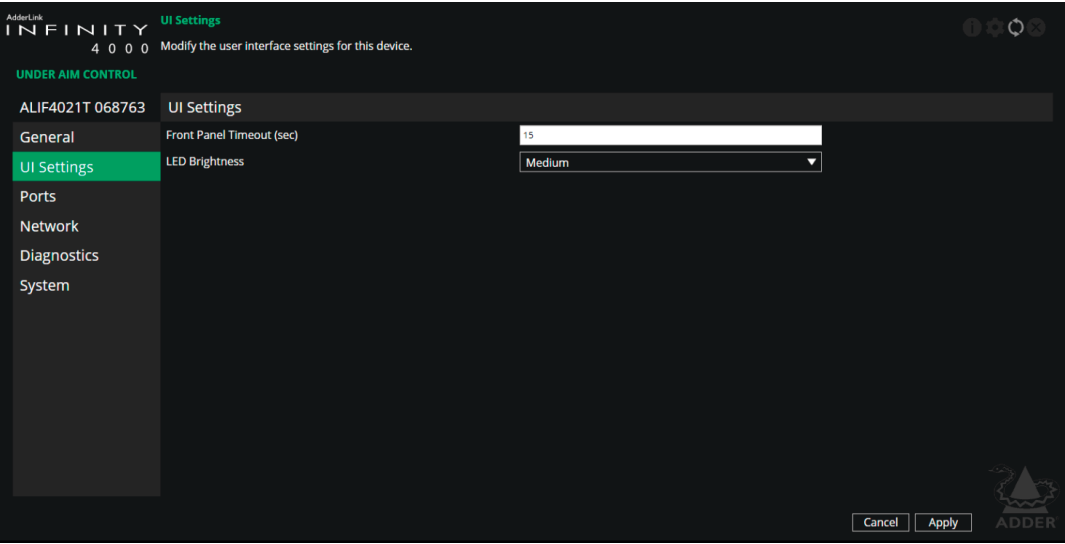 AdderLink
INFINITY
4000
UI Settings
Modify the user interface settings for this device.
UNDER AIM CONTROL
ALIF4021T 068763
UI Settings
General
Front Panel Timeout (sec)
15
UI Settings
LED Brightness
Medium
Ports
Network
Diagnostics
System
Cancel
Apply
ADDER